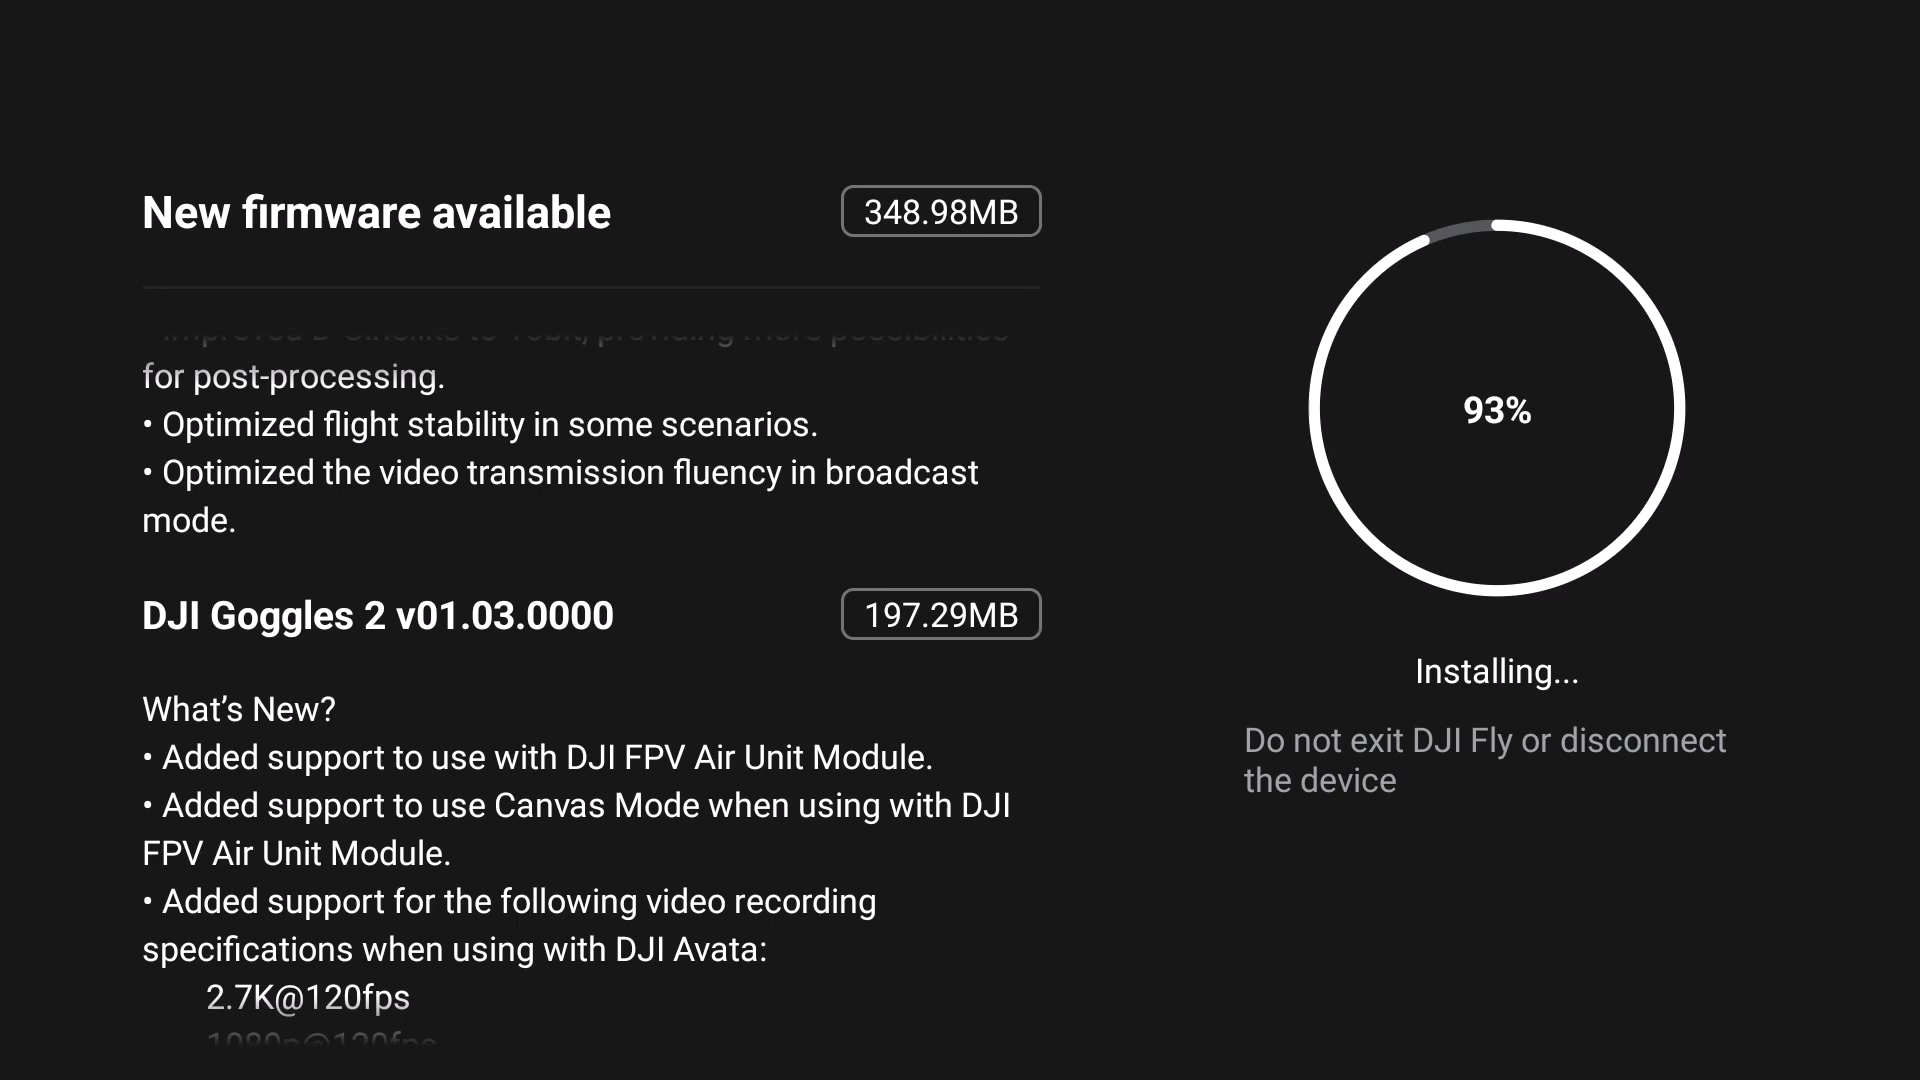 New firmware available
348.98MB
for post-processing.
• Optimized flight stability in some scenarios.
• Optimized the video transmission fluency in broadcast
mode.
DJI Goggles 2 v01.03.0000
197.29MB
What’s New?
• Added support to use with DJI FPV Air Unit Module.
• Added support to use Canvas Mode when using with DJI
FPV Air Unit Module.
• Added support for the following video recording
specifications when using with DJI Avata:
2.7K@120fps
1080p@120fps
93%
Installing...
Do not exit DJI Fly or disconnect
the device